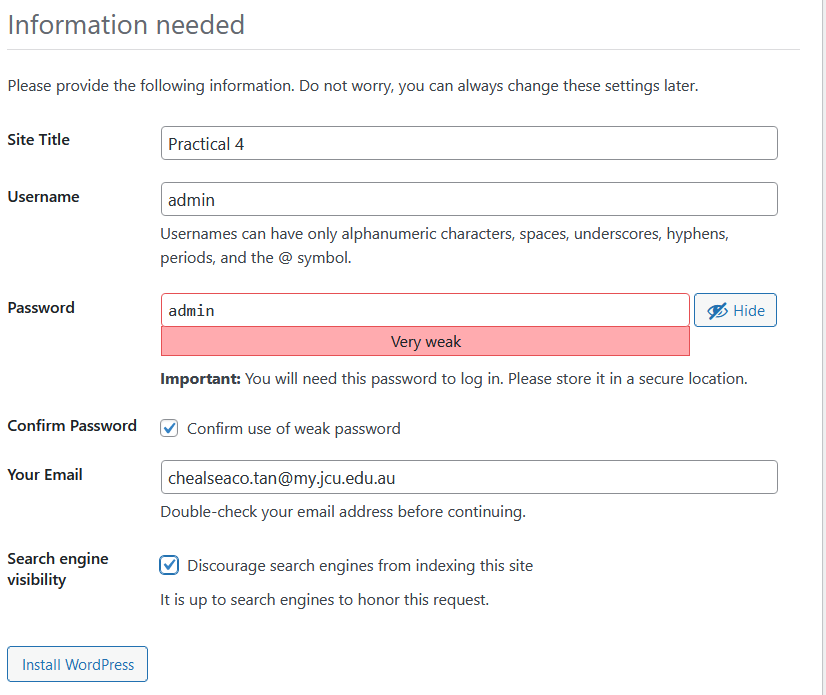 Information needed
Please provide the following information. Do not worry, you can always change these settings later.
Site Title
Practical 4
Username
admin
Usernames can have only alphanumeric characters, spaces, underscores, hyphens,
periods, and the @ symbol.
Password
admin
Hide
Very weak
Important: You will need this password to log in. Please store it in a secure location.
Confirm Password
Confirm use of weak password
Your Email
chealseaco.tan@my.jcu.edu.au
Double-check your email address before continuing.
Search engine
visibility
Discourage search engines from indexing this site
It is up to search engines to honor this request.
Install WordPress